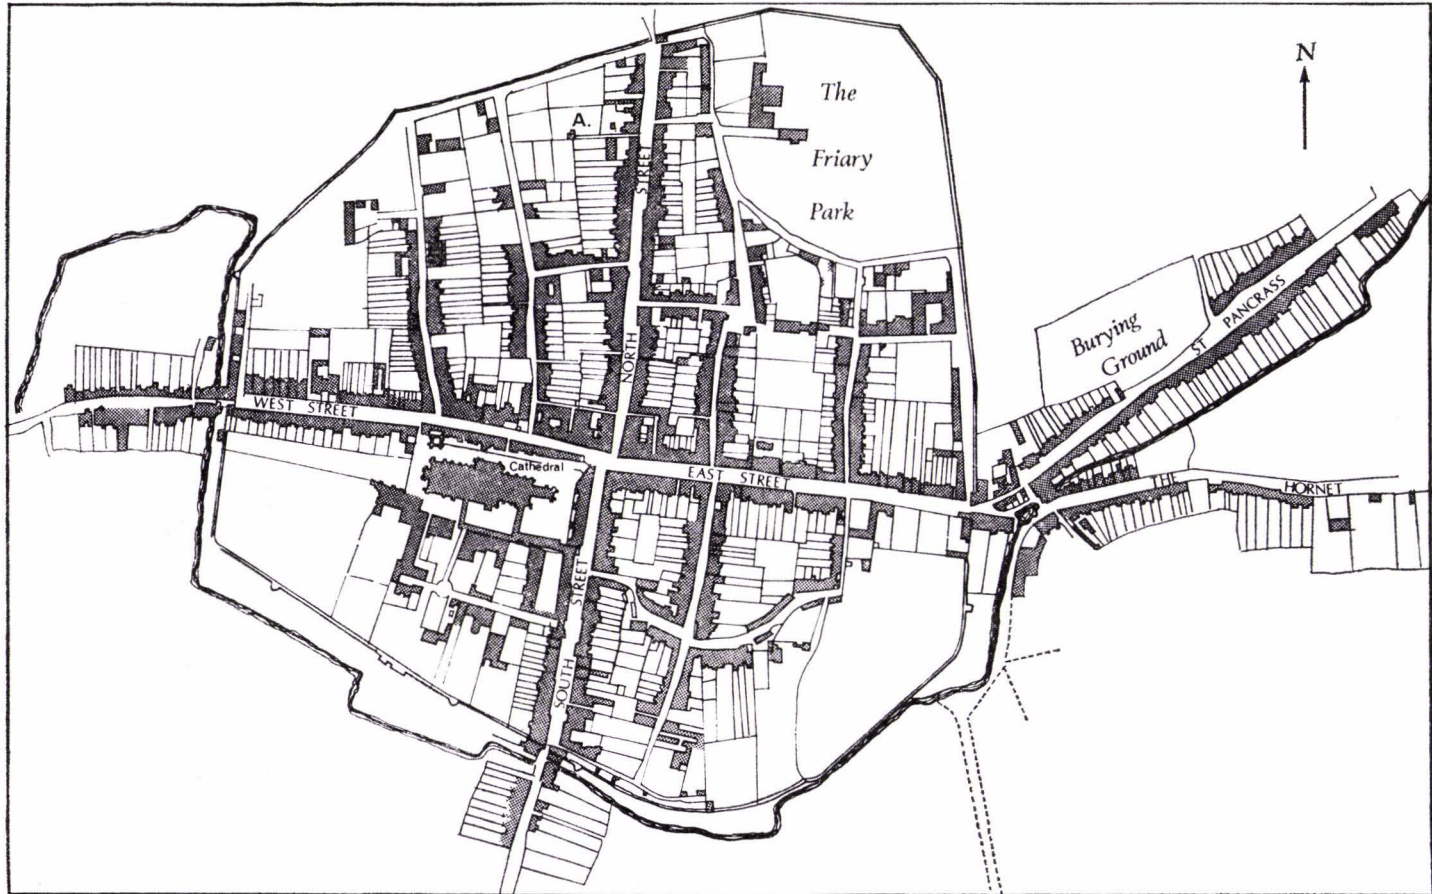 N
The
Friary
Park
A.
STREET
NORTH
WEST STREET
Cathedral
EAST STREET
SOUTH
STREET
Burying
Ground
ST PANCRASS
THE
HORNET